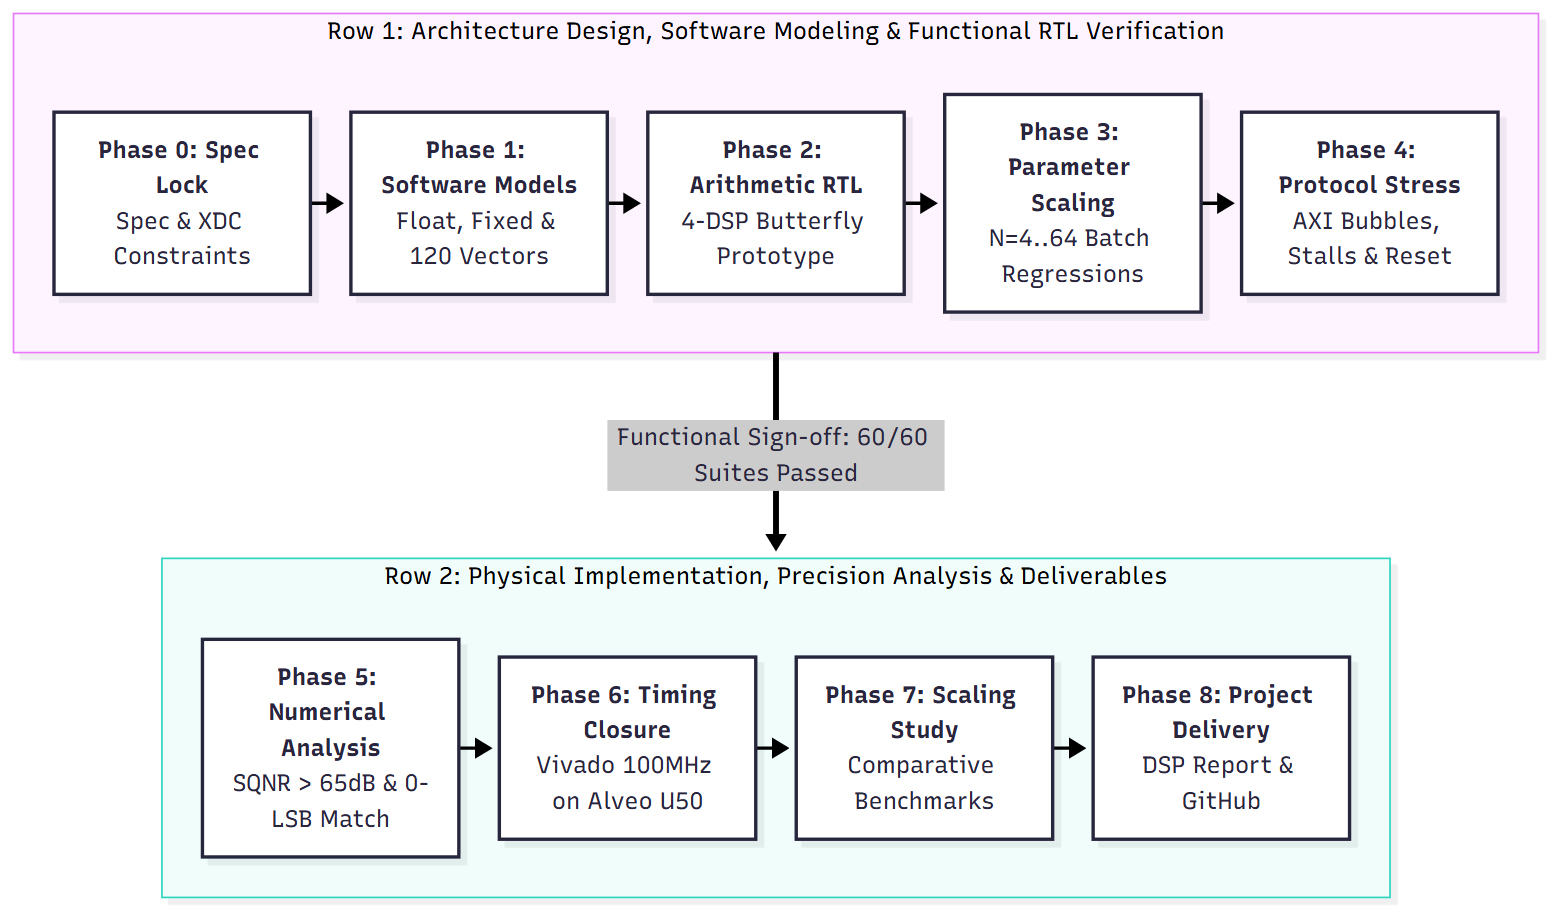 Row 1: Architecture Design, Software Modeling & Functional RTL Verification
Phase 0: Spec
Lock
Spec & XDC
Constraints
Phase 1:
Software Models
Float, Fixed &
120 Vectors
Phase 2:
Arithmetic RTL
4-DSP Butterfly
Prototype
Phase 3:
Parameter
Scaling
N=4..64 Batch
Regressions
Phase 4:
Protocol Stress
AXI Bubbles,
Stalls & Reset
Functional Sign-off: 60/60
Suites Passed
Row 2: Physical Implementation, Precision Analysis & Deliverables
Phase 5:
Numerical
Analysis
SQNR > 65dB & 0-
LSB Match
Phase 6: Timing
Closure
Vivado 100MHz
on Alveo U50
Phase 7: Scaling
Study
Comparative
Benchmarks
Phase 8: Project
Delivery
DSP Report &
GitHub